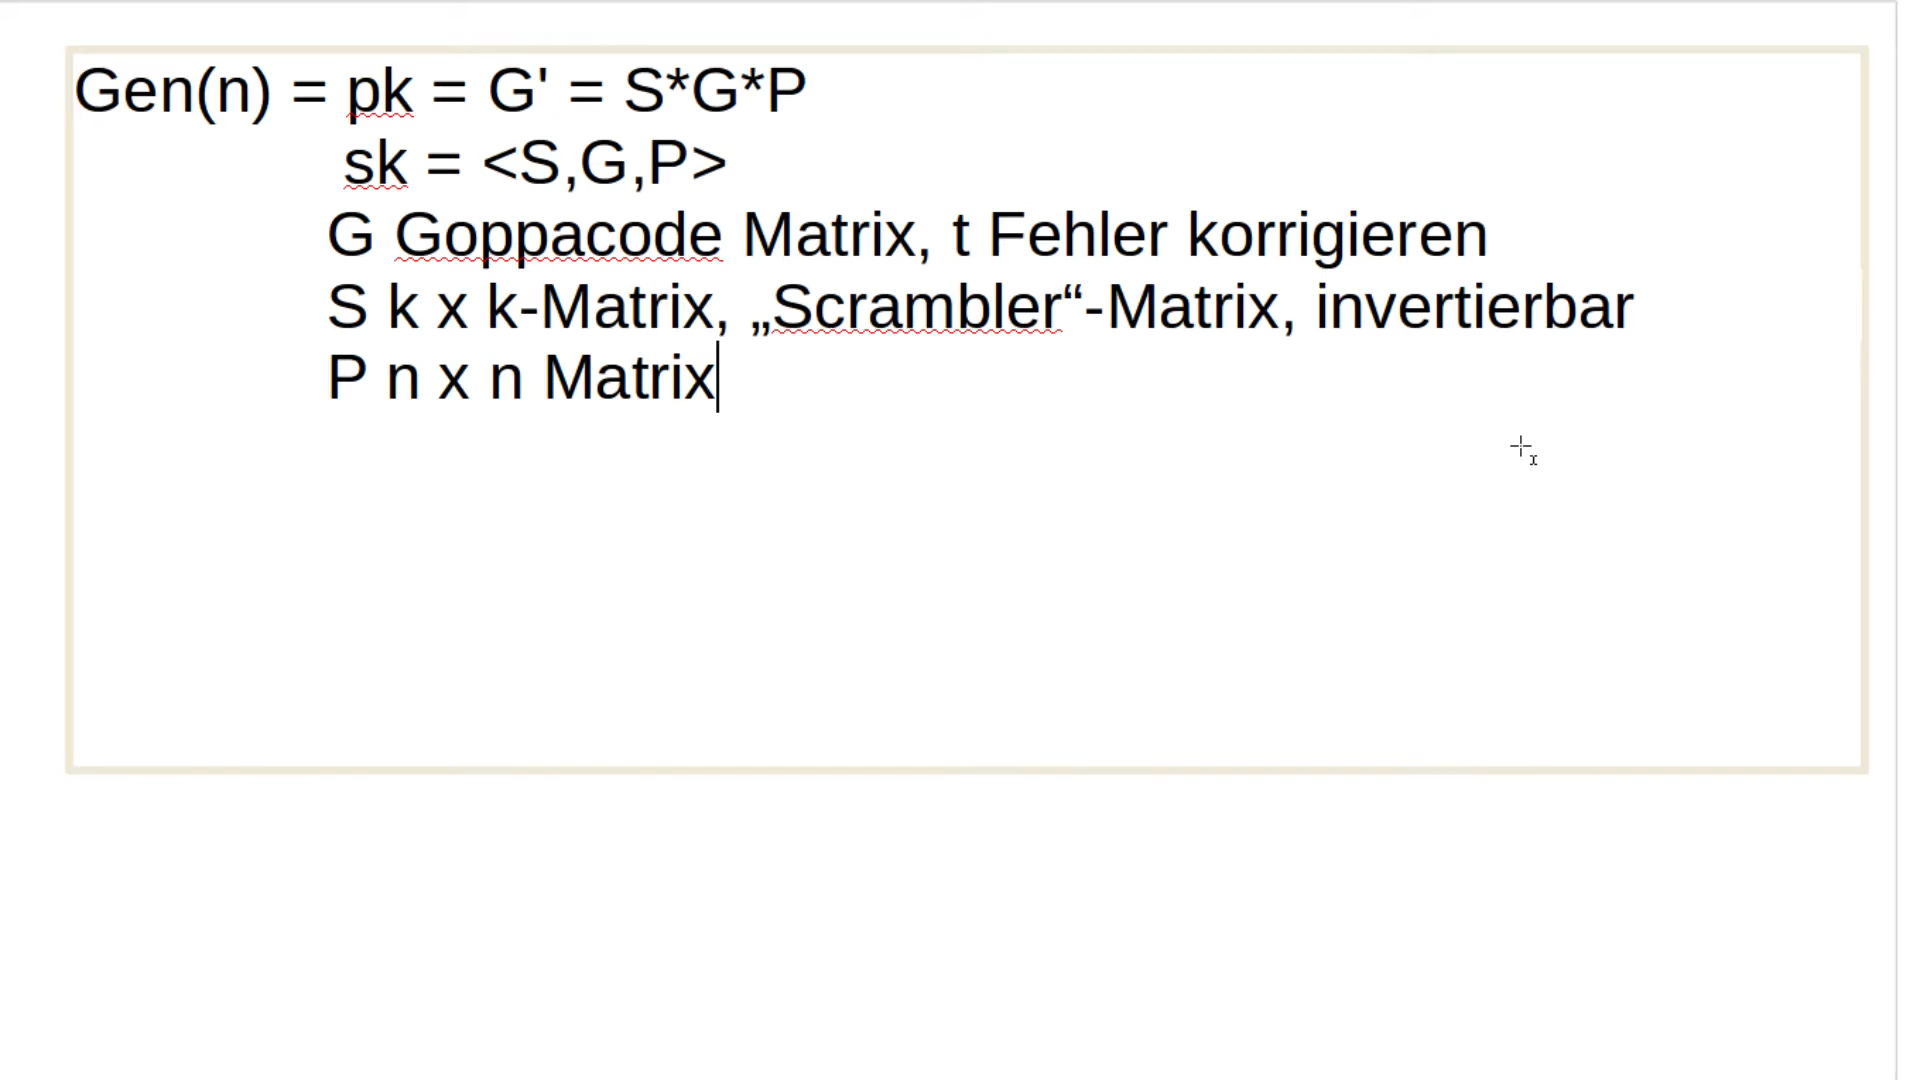 Gen(n) = pk = G' = S*G*P
sk = <S,G,P>
G Goppacode Matrix, t Fehler korrigieren
S k x k-Matrix, „Scrambler“-Matrix, invertierbar
P n x n Matrix